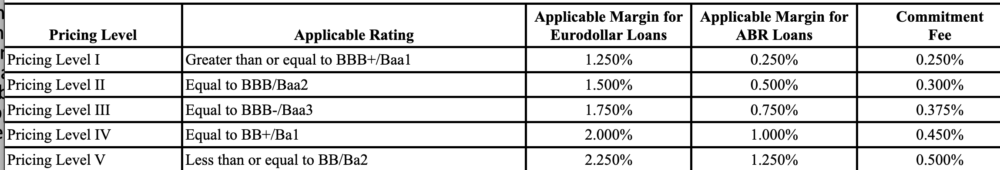 Pricing Level Applicable Rating Applicable Margin for Eurodollar Loans Applicable Margin for ABR Loans Commitment Fee
Pricing Level I Greater than or equal to BBB+/Baa1 1.250% 0.250% 0.250%
Pricing Level II Equal to BBB/Baa2 1.500% 0.500% 0.300%
Pricing Level III Equal to BBB-/Baa3 1.750% 0.750% 0.375%
Pricing Level IV Equal to BB+/Ba1 2.000% 1.000% 0.450%
Pricing Level V Less than or equal to BB/Ba2 2.250% 1.250% 0.500%